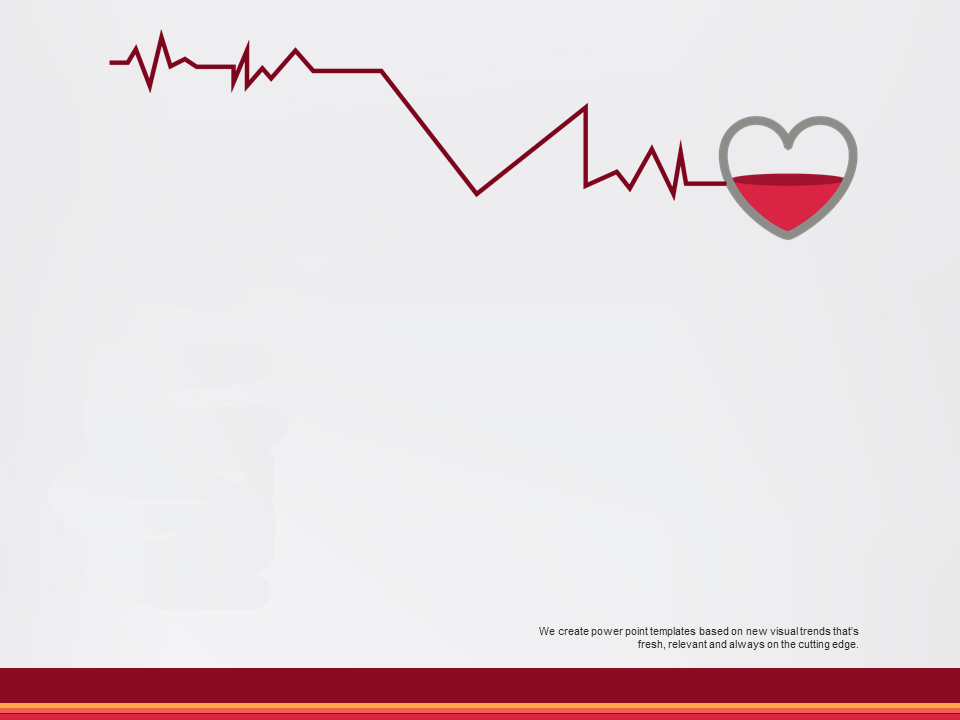 We create power point templates based on new visual trends that's
fresh, relevant and always on the cutting edge.